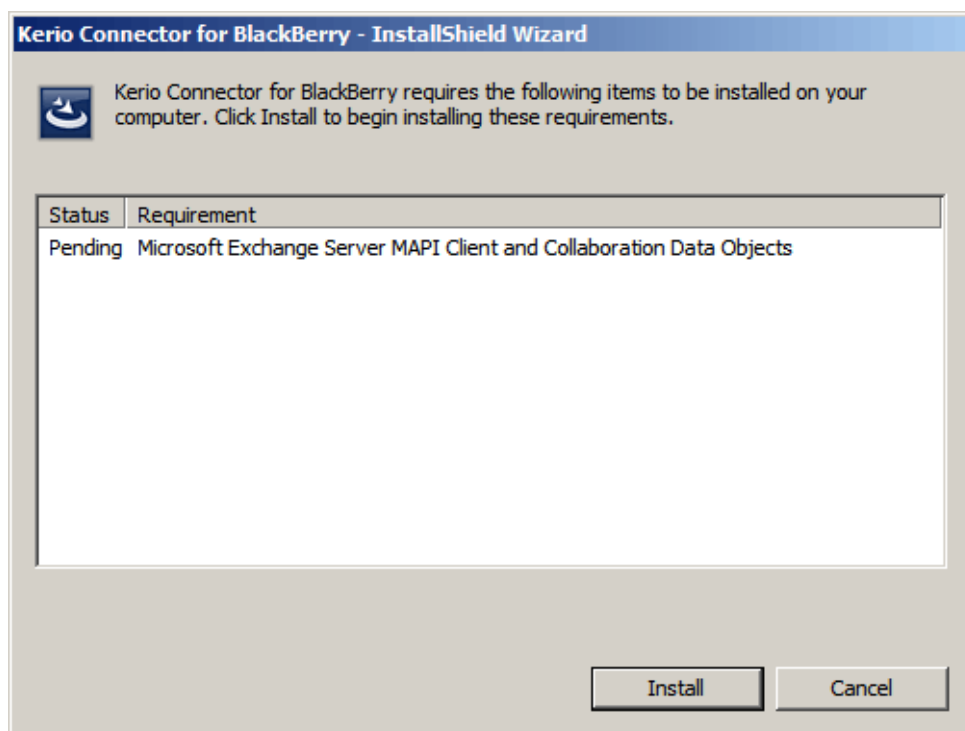 Kerio Connector for BlackBerry - InstallShield Wizard
Kerio Connector for BlackBerry requires the following items to be installed on your
computer. Click Install to begin installing these requirements.
Status Requirement
Pending Microsoft Exchange Server MAPI Client and Collaboration Data Objects
Install Cancel